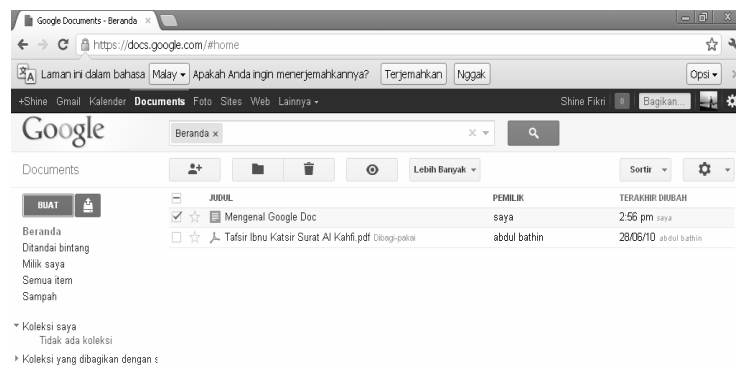 Google Documents - Beranda ×
https://docs.google.com/#home
Laman ini dalam bahasa Malay Apakah Anda ingin menerjemahkannya? Terjemahkan Nggak Opsi
+Shine Gmail Kalender Documents Foto Sites Web Lainnya Shine Fikri 0 Bagikan...
Google Beranda ×
Documents Lebih Banyak Sortir
BUAT
JUDUL PEMILIK TERAKHIR DIUBAH
Mengenal Google Doc saya 2:56 pm saya
Tafsir Ibnu Katsir Surat Al Kahfi.pdf Dibagi-pakai abdul bathin 28/06/10 abdul bathin
Beranda
Ditandai bintang
Milik saya
Semua item
Sampah
Koleksi saya
Tidak ada koleksi
Koleksi yang dibagikan dengan s